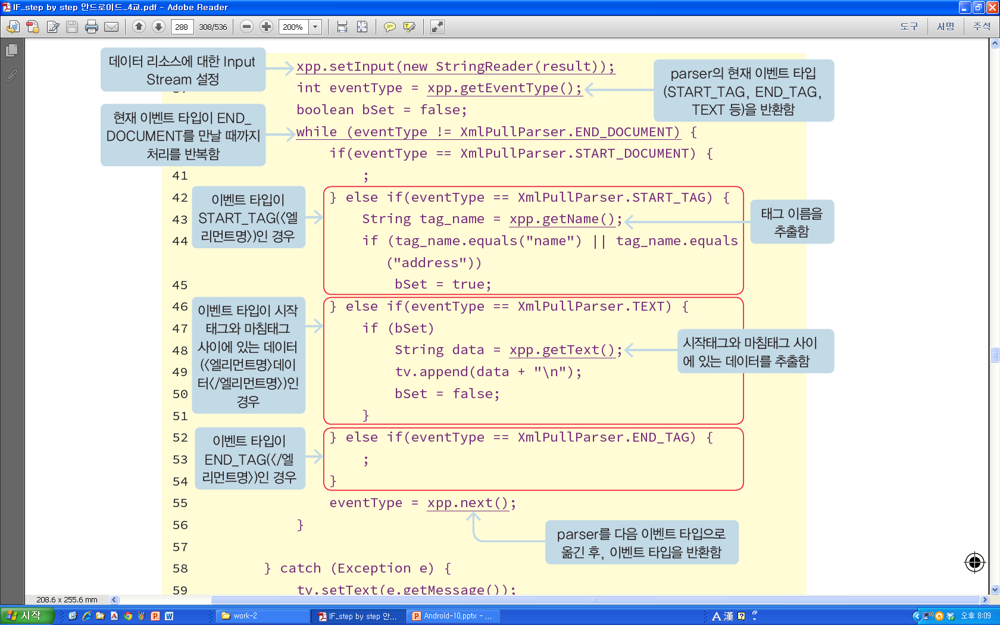 IF_step by step 안드로이드_4교.pdf - Adobe Reader
288
308/536
200%
도구
서명
주석
데이터 리소스에 대한 Input
Stream 설정
xpp.setInput(new StringReader(result));
int eventType = xpp.getEventType();
parser의 현재 이벤트 타입
(START_TAG, END_TAG,
TEXT 등)을 반환함
boolean bSet = false;
현재 이벤트 타입이 END_
DOCUMENT를 만날 때까지
처리를 반복함
while (eventType != XmlPullParser.END_DOCUMENT) {
if(eventType == XmlPullParser.START_DOCUMENT) {
41 ;
42 } else if(eventType == XmlPullParser.START_TAG) {
이벤트 타입이
START_TAG(〈엘
리먼트명〉)인 경우
43 String tag_name = xpp.getName();
태그 이름을
추출함
44 if (tag_name.equals("name") || tag_name.equals
("address"))
45 bSet = true;
46 } else if(eventType == XmlPullParser.TEXT) {
이벤트 타입이 시작
태그와 마침태그
사이에 있는 데이터
(〈엘리먼트명〉데이
터〈/엘리먼트명〉)인
경우
47 if (bSet)
48 String data = xpp.getText();
시작태그와 마침태그 사이
에 있는 데이터를 추출함
49 tv.append(data + "\n");
50 bSet = false;
51 }
52 } else if(eventType == XmlPullParser.END_TAG) {
이벤트 타입이
END_TAG(〈/엘
리먼트명〉)인 경우
53 ;
54 }
55 eventType = xpp.next();
56 }
parser를 다음 이벤트 타입으로
옮긴 후, 이벤트 타입을 반환함
57
58 } catch (Exception e) {
59 tv.setText(e.getMessage());
208.6 x 255.6 mm
시작
work-2
IF_step by step 안...
Android-10.pptx - ...
A 漢
오후 8:09